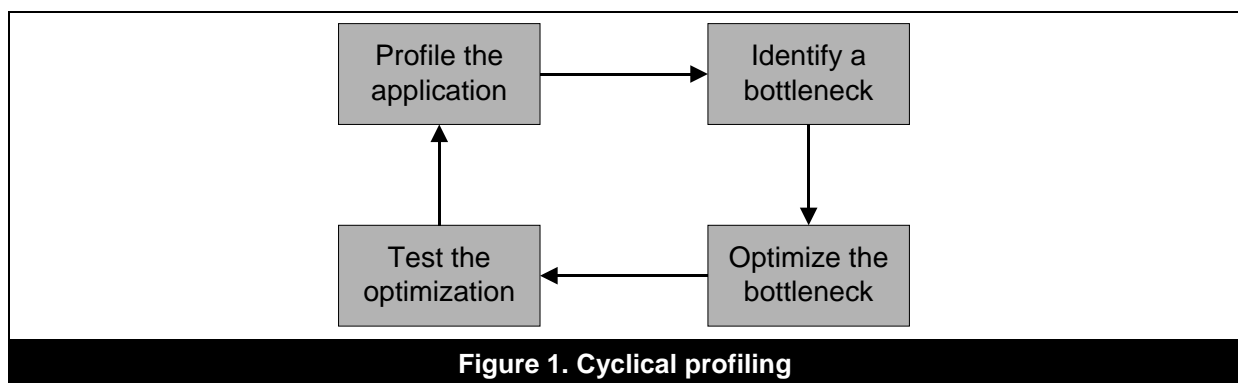 Profile the
application
Identify a
bottleneck
Test the
optimization
Optimize the
bottleneck
Figure 1. Cyclical profiling